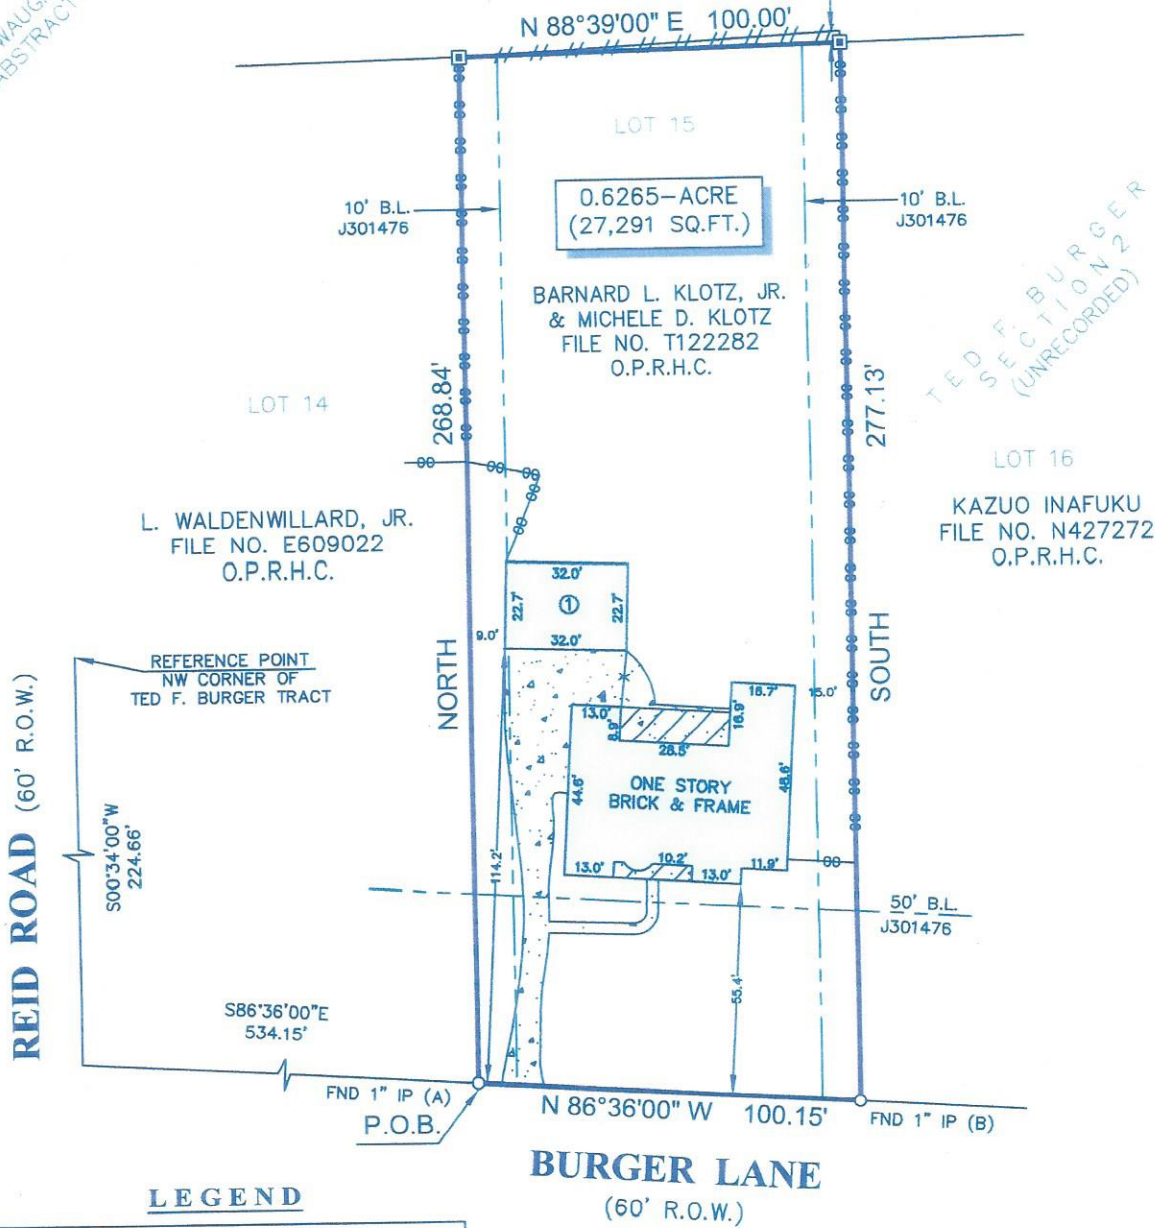 WAUG
ABSTRACT
N 88°39'00" E 100.00'
LOT 15
0.6265-ACRE
(27,291 SQ.FT.)
10' B.L.
J301476
10' B.L.
J301476
BARNARD L. KLOTZ, JR.
& MICHELE D. KLOTZ
FILE NO. T122282
O.P.R.H.C.
TED F. BURGER
SECTION 2
(UNRECORDED)
268.84'
277.13'
LOT 14
LOT 16
L. WALDENWILLARD, JR.
FILE NO. E609022
O.P.R.H.C.
KAZUO INAFUKU
FILE NO. N427272
O.P.R.H.C.
32.0'
22.7'
1
22.7'
9.0'
32.0'
NORTH
SOUTH
REFERENCE POINT
NW CORNER OF
TED F. BURGER TRACT
REID ROAD (60' R.O.W.)
S00°34'00"W
224.66'
16.7'
15.0'
13.0'
8.9'
16.9'
28.5'
44.6'
ONE STORY
BRICK & FRAME
48.6'
114.2'
13.0'
10.2'
13.0'
11.9'
50' B.L.
J301476
55.4'
S86°36'00"E
534.15'
FND 1" IP (A)
P.O.B.
N 86°36'00" W 100.15'
FND 1" IP (B)
BURGER LANE
(60' R.O.W.)
LEGEND